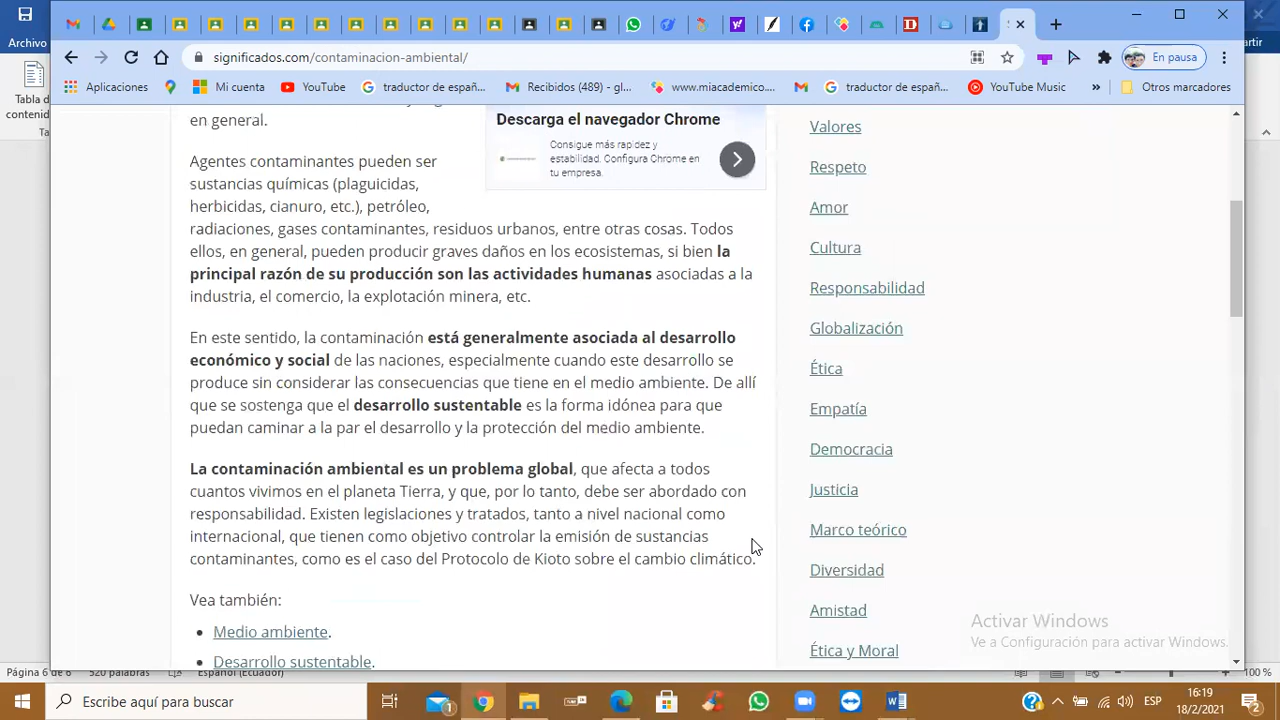 Archivo
significados.com/contaminacion-ambiental/
En pausa
Aplicaciones
Mi cuenta
YouTube
traductor de españ...
Recibidos (489) - gl...
www.miacademico....
traductor de españ...
YouTube Music
»
Otros marcadores
Tabla d
conteni
en general.
Descarga el navegador Chrome
Consigue más rapidez y
estabilidad. Configura Chrome en
tu empresa.
Agentes contaminantes pueden ser
sustancias químicas (plaguicidas,
herbicidas, cianuro, etc.), petróleo,
radiaciones, gases contaminantes, residuos urbanos, entre otras cosas. Todos
ellos, en general, pueden producir graves daños en los ecosistemas, si bien la
principal razón de su producción son las actividades humanas asociadas a la
industria, el comercio, la explotación minera, etc.
En este sentido, la contaminación está generalmente asociada al desarrollo
económico y social de las naciones, especialmente cuando este desarrollo se
produce sin considerar las consecuencias que tiene en el medio ambiente. De allí
que se sostenga que el desarrollo sustentable es la forma idónea para que
puedan caminar a la par el desarrollo y la protección del medio ambiente.
La contaminación ambiental es un problema global, que afecta a todos
cuantos vivimos en el planeta Tierra, y que, por lo tanto, debe ser abordado con
responsabilidad. Existen legislaciones y tratados, tanto a nivel nacional como
internacional, que tienen como objetivo controlar la emisión de sustancias
contaminantes, como es el caso del Protocolo de Kioto sobre el cambio climático.
Vea también:
• Medio ambiente.
• Desarrollo sustentable.
Valores
Respeto
Amor
Cultura
Responsabilidad
Globalización
Ética
Empatía
Democracia
Justicia
Marco teórico
Diversidad
Amistad
Ética y Moral
Activar Windows
Ve a Configuración para activar Windows.
Página 6 de 6
520 palabras
Español (Ecuador)
100 %
Escribe aquí para buscar
ESP
16:19
18/2/2021